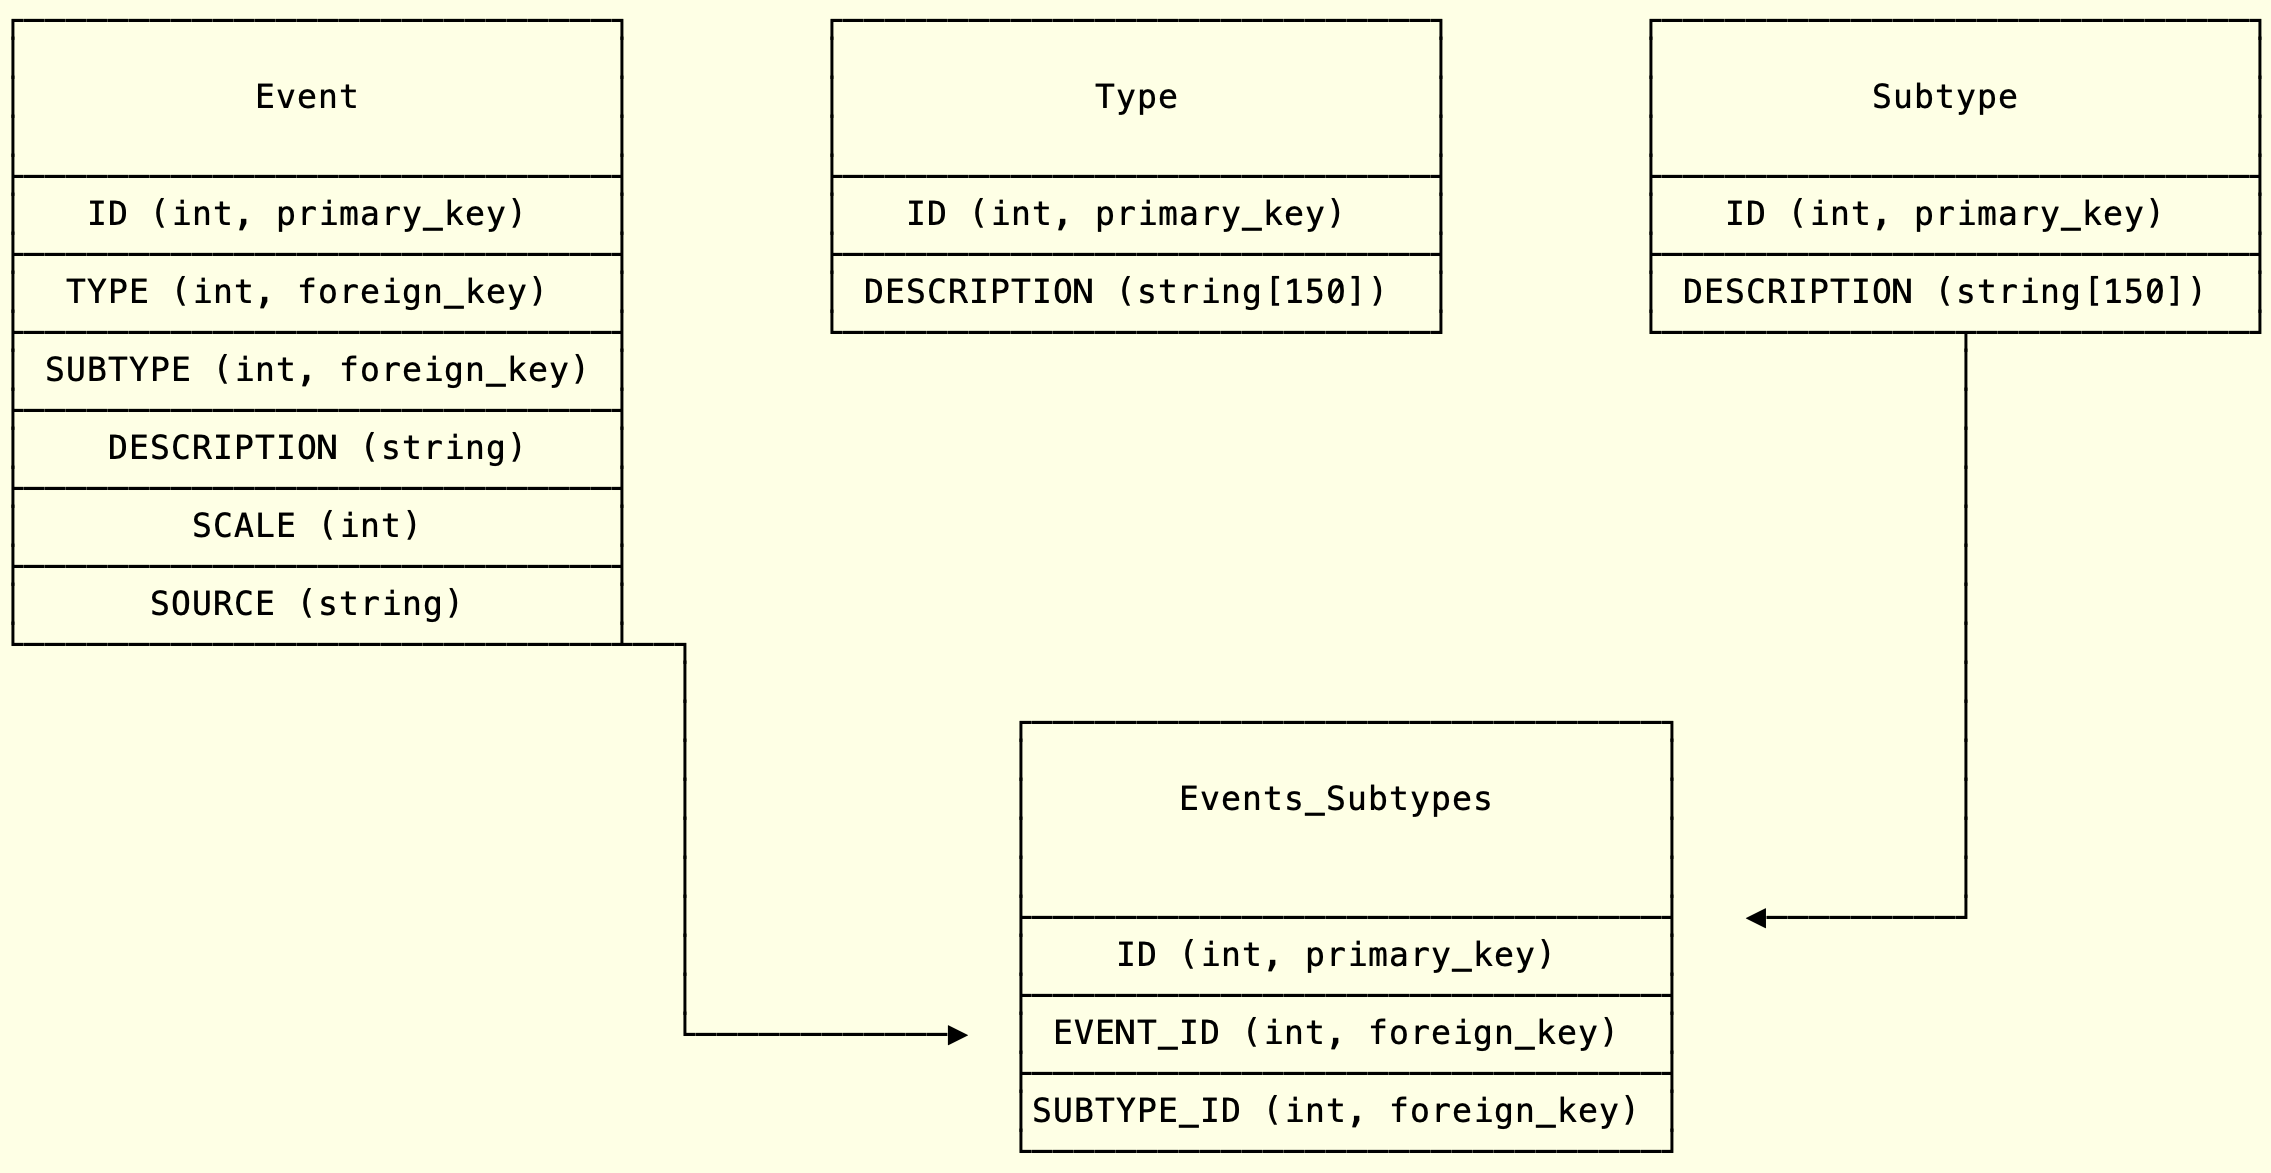 Event
ID (int, primary_key)
TYPE (int, foreign_key)
SUBTYPE (int, foreign_key)
DESCRIPTION (string)
SCALE (int)
SOURCE (string)
Type
ID (int, primary_key)
DESCRIPTION (string[150])
Subtype
ID (int, primary_key)
DESCRIPTION (string[150])
Events_Subtypes
ID (int, primary_key)
EVENT_ID (int, foreign_key)
SUBTYPE_ID (int, foreign_key)